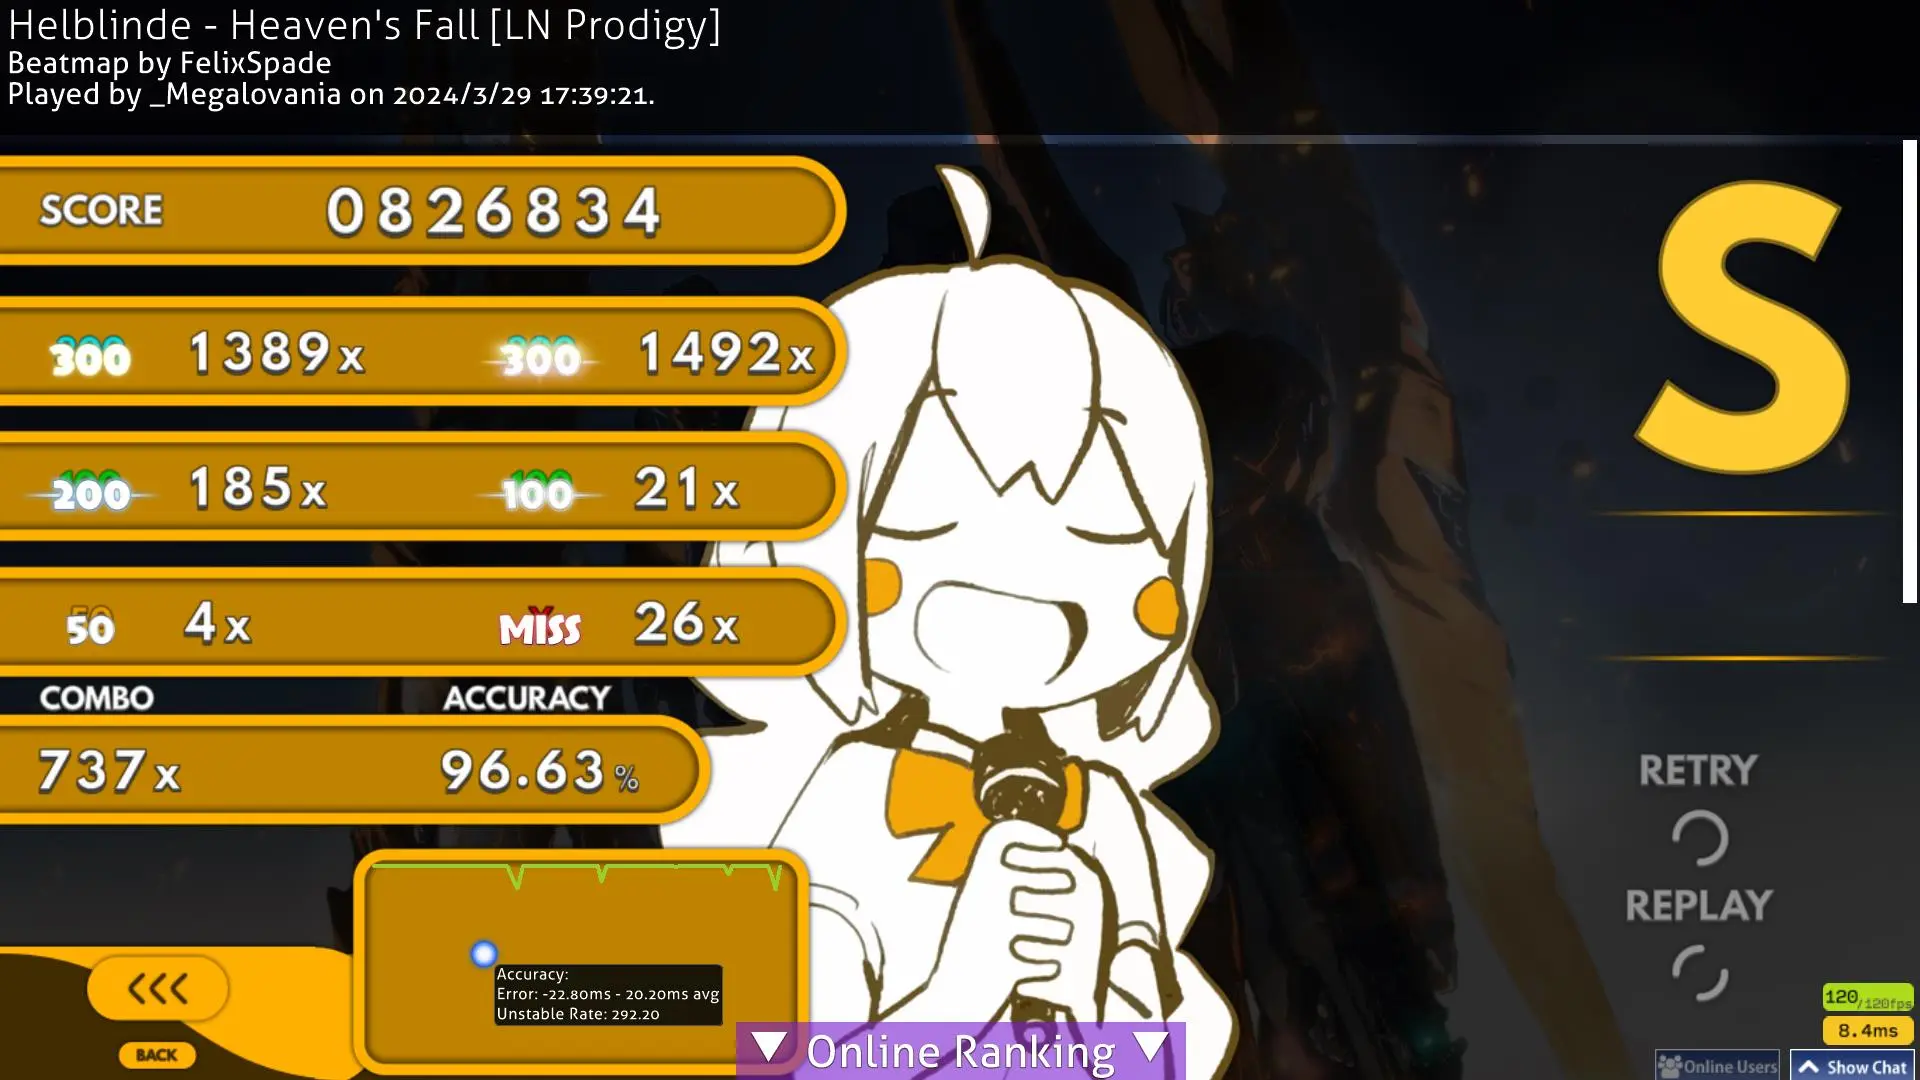 Helblinde - Heaven's Fall [LN Prodigy]
Beatmap by FelixSpade
Played by _Megalovania on 2024/3/29 17:39:21.
SCORE 0826834
300 1389x 300 1492x
200 185x 100 21x
50 4x MISS 26x
COMBO ACCURACY
737x 96.63%
S
RETRY
REPLAY
Accuracy:
Error: -22.80ms - 20.20ms avg
Unstable Rate: 292.20
<<<
BACK
▼ Online Ranking ▼
120/120fps
8.4ms
Online Users
Show Chat